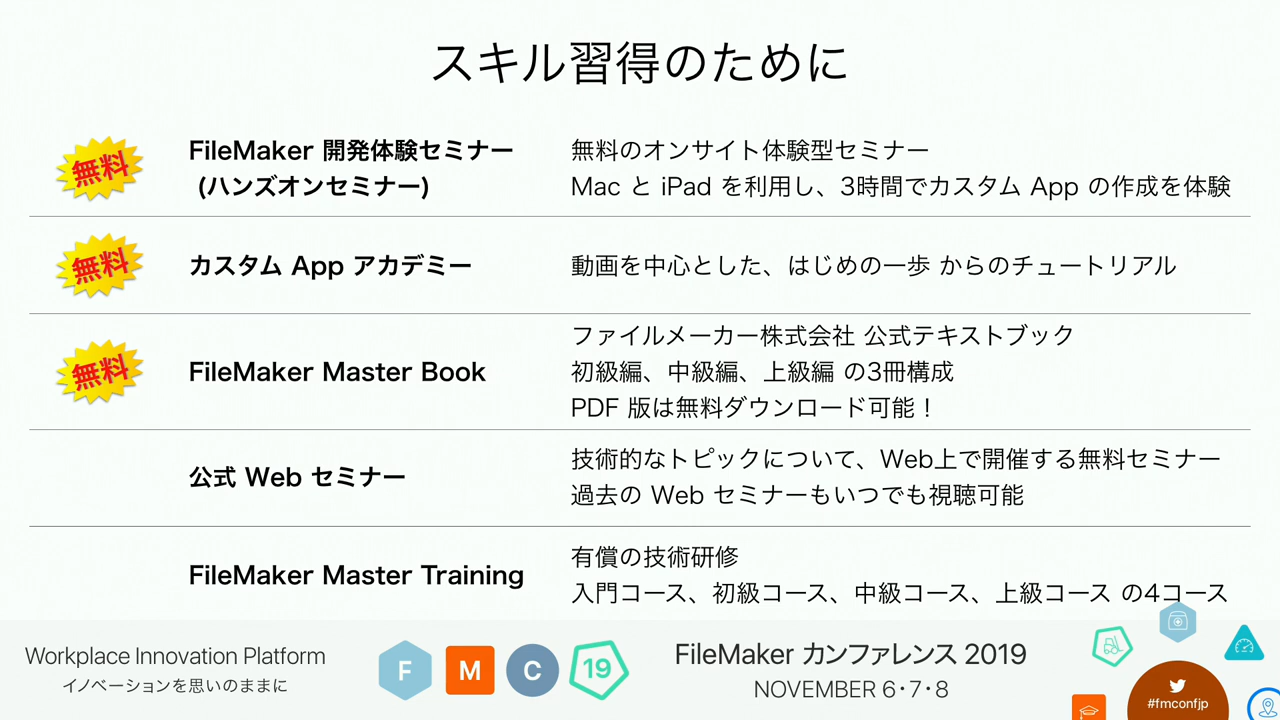 スキル習得のために
無料
FileMaker 開発体験セミナー
(ハンズオンセミナー)
無料のオンサイト体験型セミナー
Mac と iPad を利用し、3時間でカスタム App の作成を体験
無料
カスタム App アカデミー
動画を中心とした、はじめの一歩 からのチュートリアル
無料
FileMaker Master Book
ファイルメーカー株式会社 公式テキストブック
初級編、中級編、上級編 の3冊構成
PDF 版は無料ダウンロード可能！
公式 Web セミナー
技術的なトピックについて、Web上で開催する無料セミナー
過去の Web セミナーもいつでも視聴可能
FileMaker Master Training
有償の技術研修
入門コース、初級コース、中級コース、上級コース の4コース
Workplace Innovation Platform
イノベーションを思いのままに
F M C 19
FileMaker カンファレンス 2019
NOVEMBER 6・7・8
#fmconfjp